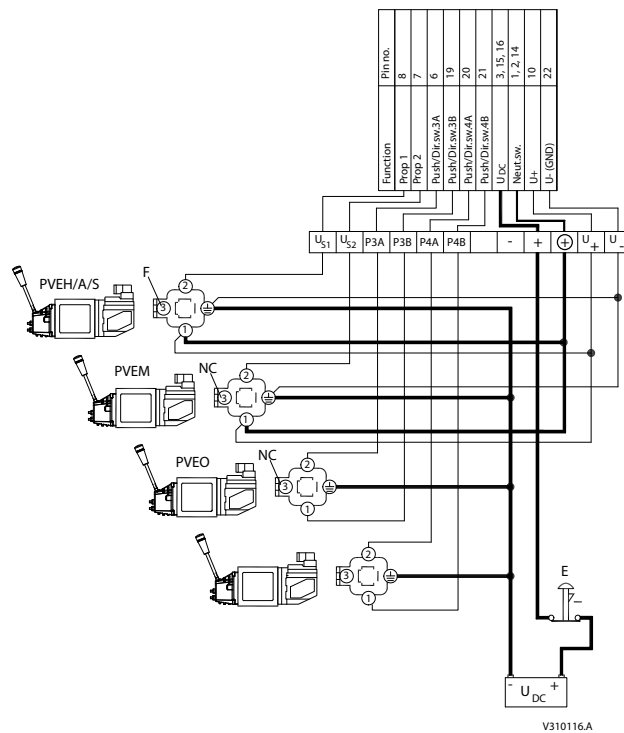 Function Pin no.
Prop 1 8
Prop 2 7
Push/Dir.sw.3A 6
Push/Dir.sw.3B 19
Push/Dir.sw.4A 20
Push/Dir.sw.4B 21
UDC 3, 15, 16
Neut.sw. 1, 2, 14
U+ 10
U- (GND) 22
US1 US2 P3A P3B P4A P4B - + + U+ U-
PVEH/A/S
F
2
3
1
PVEM
NC
2
3
1
PVEO
NC
2
3
1
2
3
1
E
- UDC +
V310116.A